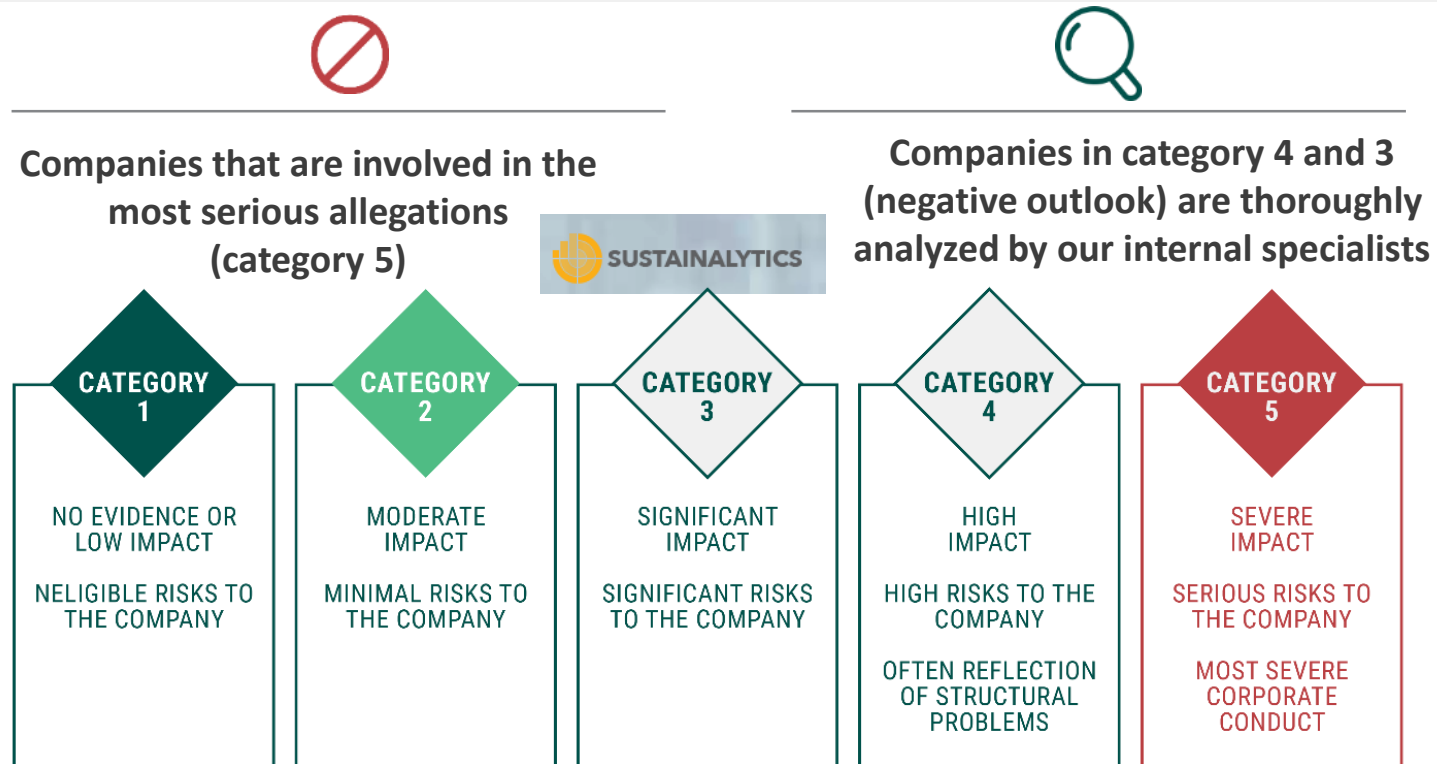 Companies that are involved in the
most serious allegations
(category 5)
Companies in category 4 and 3
(negative outlook) are thoroughly
analyzed by our internal specialists
SUSTAINALYTICS
CATEGORY
1
NO EVIDENCE OR
LOW IMPACT
NELIGIBLE RISKS TO
THE COMPANY
CATEGORY
2
MODERATE
IMPACT
MINIMAL RISKS TO
THE COMPANY
CATEGORY
3
SIGNIFICANT
IMPACT
SIGNIFICANT RISKS
TO THE COMPANY
CATEGORY
4
HIGH
IMPACT
HIGH RISKS TO THE
COMPANY
OFTEN REFLECTION
OF STRUCTURAL
PROBLEMS
CATEGORY
5
SEVERE
IMPACT
SERIOUS RISKS TO
THE COMPANY
MOST SEVERE
CORPORATE
CONDUCT